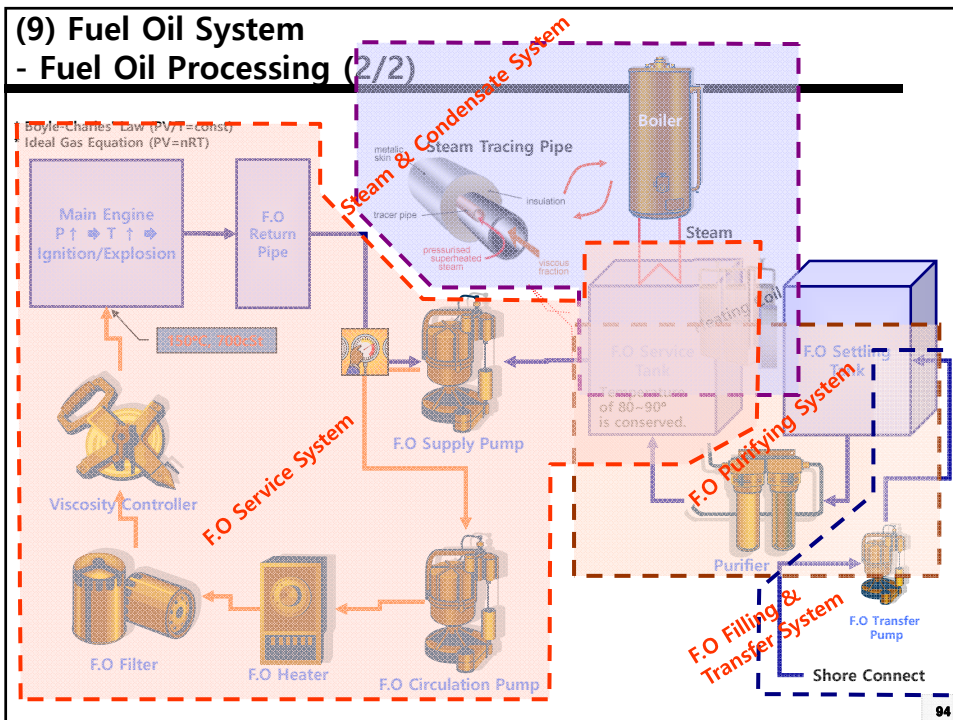 (9) Fuel Oil System
- Fuel Oil Processing (2/2)
* Boyle-Charles' Law (PV/T=const)
* Ideal Gas Equation (PV=nRT)
Steam & Condensate System
Boiler
metallic
skin
Steam Tracing Pipe
insulation
tracer pipe
pressurised
superheated
steam
viscous
fraction
Steam
Main Engine
P ↑ ⇒ T ↑ ⇒
Ignition/Explosion
F.O
Return
Pipe
Heating Coil
F.O Service
Tank
Temperature
of 80~90°
is conserved.
F.O Settling
Tank
F.O Supply Pump
F.O Service System
F.O Purifying System
Viscosity Controller
Purifier
F.O Filling &
Transfer System
F.O Transfer
Pump
F.O Filter
F.O Heater
F.O Circulation Pump
Shore Connect
94